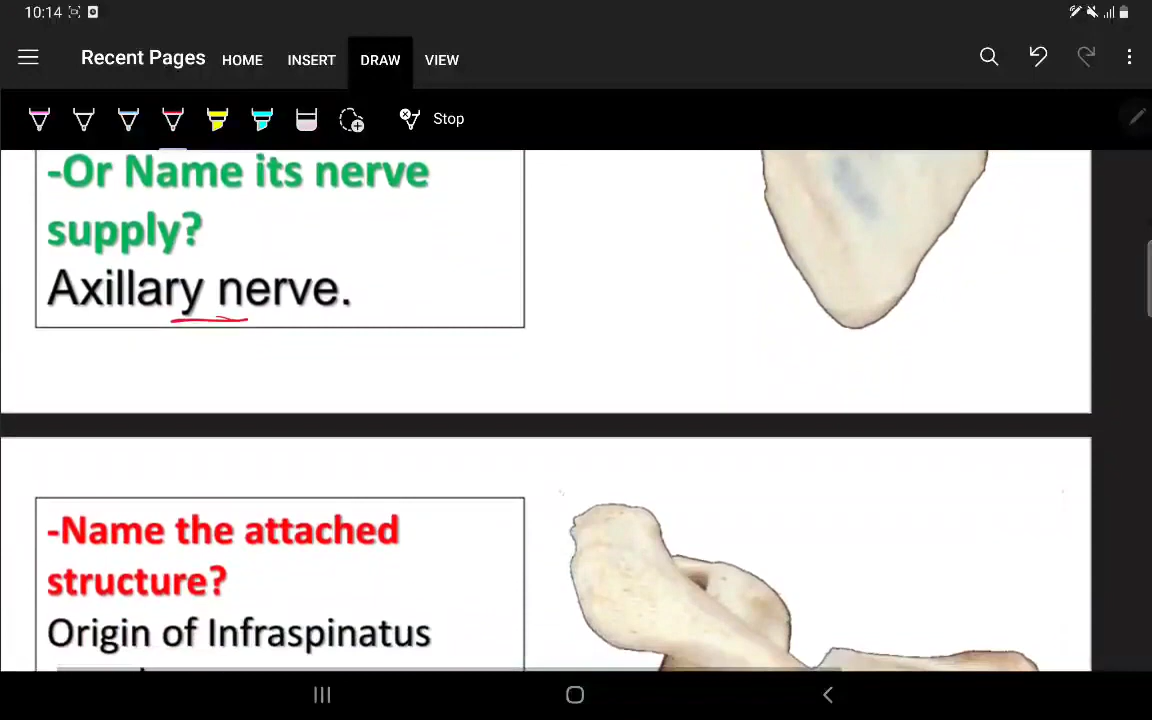 10:14
Recent Pages HOME INSERT DRAW VIEW
Stop
-Or Name its nerve
supply?
Axillary nerve.
-Name the attached
structure?
Origin of Infraspinatus